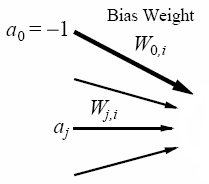 Bias Weight
a₀ = −1
W₀,ᵢ
Wⱼ,ᵢ
aⱼ